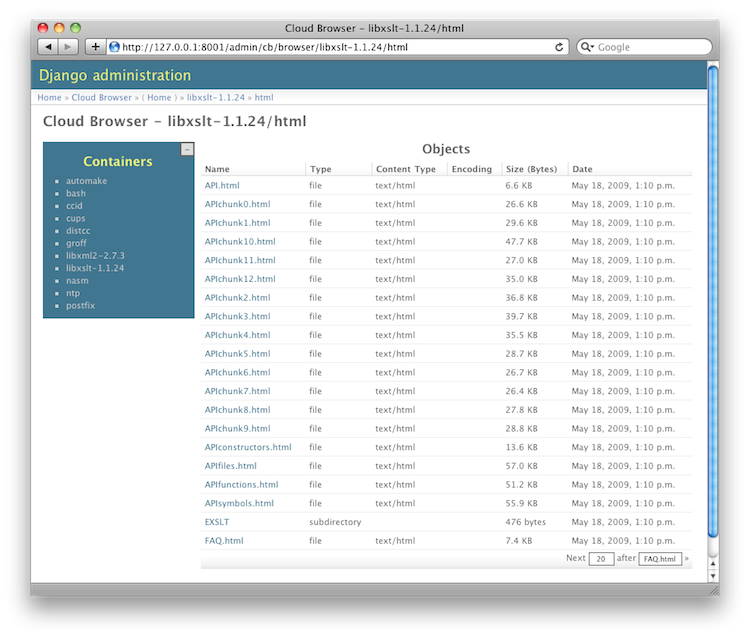 Cloud Browser – libxslt-1.1.24/html
http://127.0.0.1:8001/admin/cb/browser/libxslt-1.1.24/html
Google
Django administration
Home » Cloud Browser » ( Home ) » libxslt-1.1.24 » html
Cloud Browser – libxslt-1.1.24/html
Containers
automake
bash
ccid
cups
distcc
groff
libxml2-2.7.3
libxslt-1.1.24
nasm
ntp
postfix
Objects
Name Type Content Type Encoding Size (Bytes) Date
API.html file text/html 6.6 KB May 18, 2009, 1:10 p.m.
APIchunk0.html file text/html 26.6 KB May 18, 2009, 1:10 p.m.
APIchunk1.html file text/html 29.6 KB May 18, 2009, 1:10 p.m.
APIchunk10.html file text/html 47.7 KB May 18, 2009, 1:10 p.m.
APIchunk11.html file text/html 27.0 KB May 18, 2009, 1:10 p.m.
APIchunk12.html file text/html 35.0 KB May 18, 2009, 1:10 p.m.
APIchunk2.html file text/html 36.8 KB May 18, 2009, 1:10 p.m.
APIchunk3.html file text/html 39.7 KB May 18, 2009, 1:10 p.m.
APIchunk4.html file text/html 35.5 KB May 18, 2009, 1:10 p.m.
APIchunk5.html file text/html 28.7 KB May 18, 2009, 1:10 p.m.
APIchunk6.html file text/html 26.7 KB May 18, 2009, 1:10 p.m.
APIchunk7.html file text/html 26.4 KB May 18, 2009, 1:10 p.m.
APIchunk8.html file text/html 27.8 KB May 18, 2009, 1:10 p.m.
APIchunk9.html file text/html 28.8 KB May 18, 2009, 1:10 p.m.
APIconstructors.html file text/html 13.6 KB May 18, 2009, 1:10 p.m.
APIfiles.html file text/html 57.0 KB May 18, 2009, 1:10 p.m.
APIfunctions.html file text/html 51.2 KB May 18, 2009, 1:10 p.m.
APIsymbols.html file text/html 55.9 KB May 18, 2009, 1:10 p.m.
EXSLT subdirectory 476 bytes May 18, 2009, 1:10 p.m.
FAQ.html file text/html 7.4 KB May 18, 2009, 1:10 p.m.
Next 20 after FAQ.html »